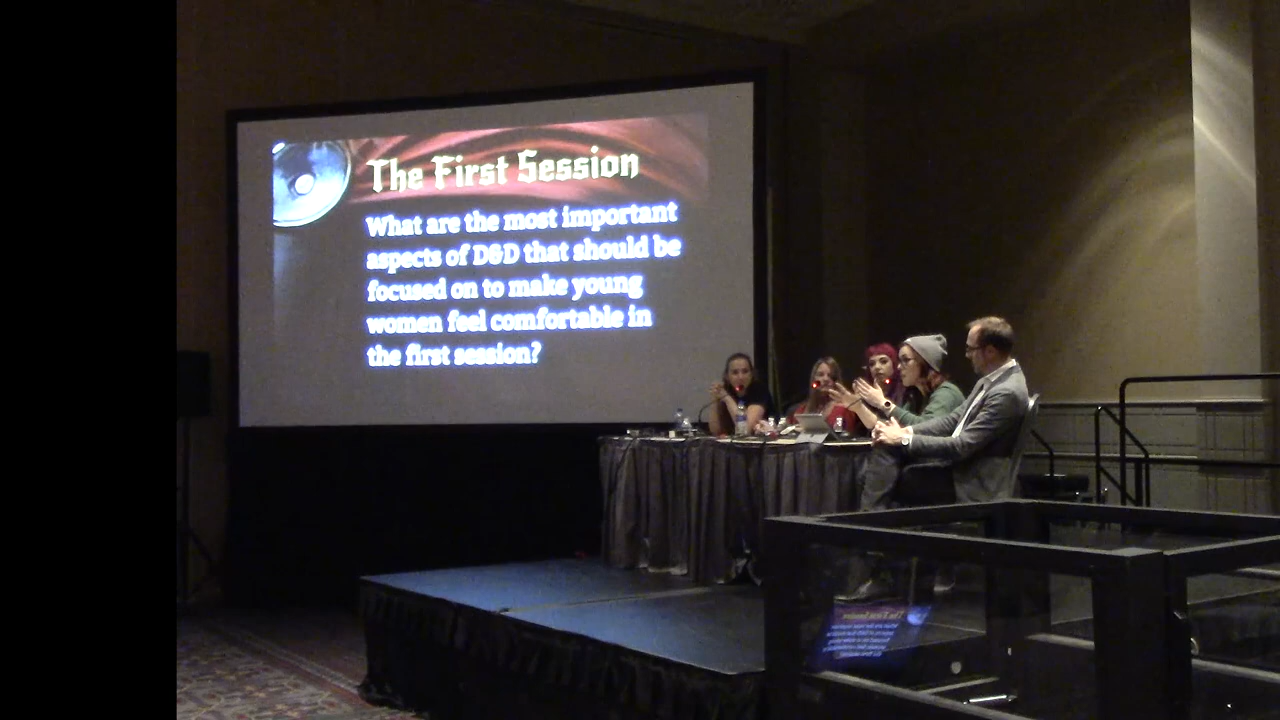 The First Session
What are the most important
aspects of D&D that should be
focused on to make young
women feel comfortable in
the first session?